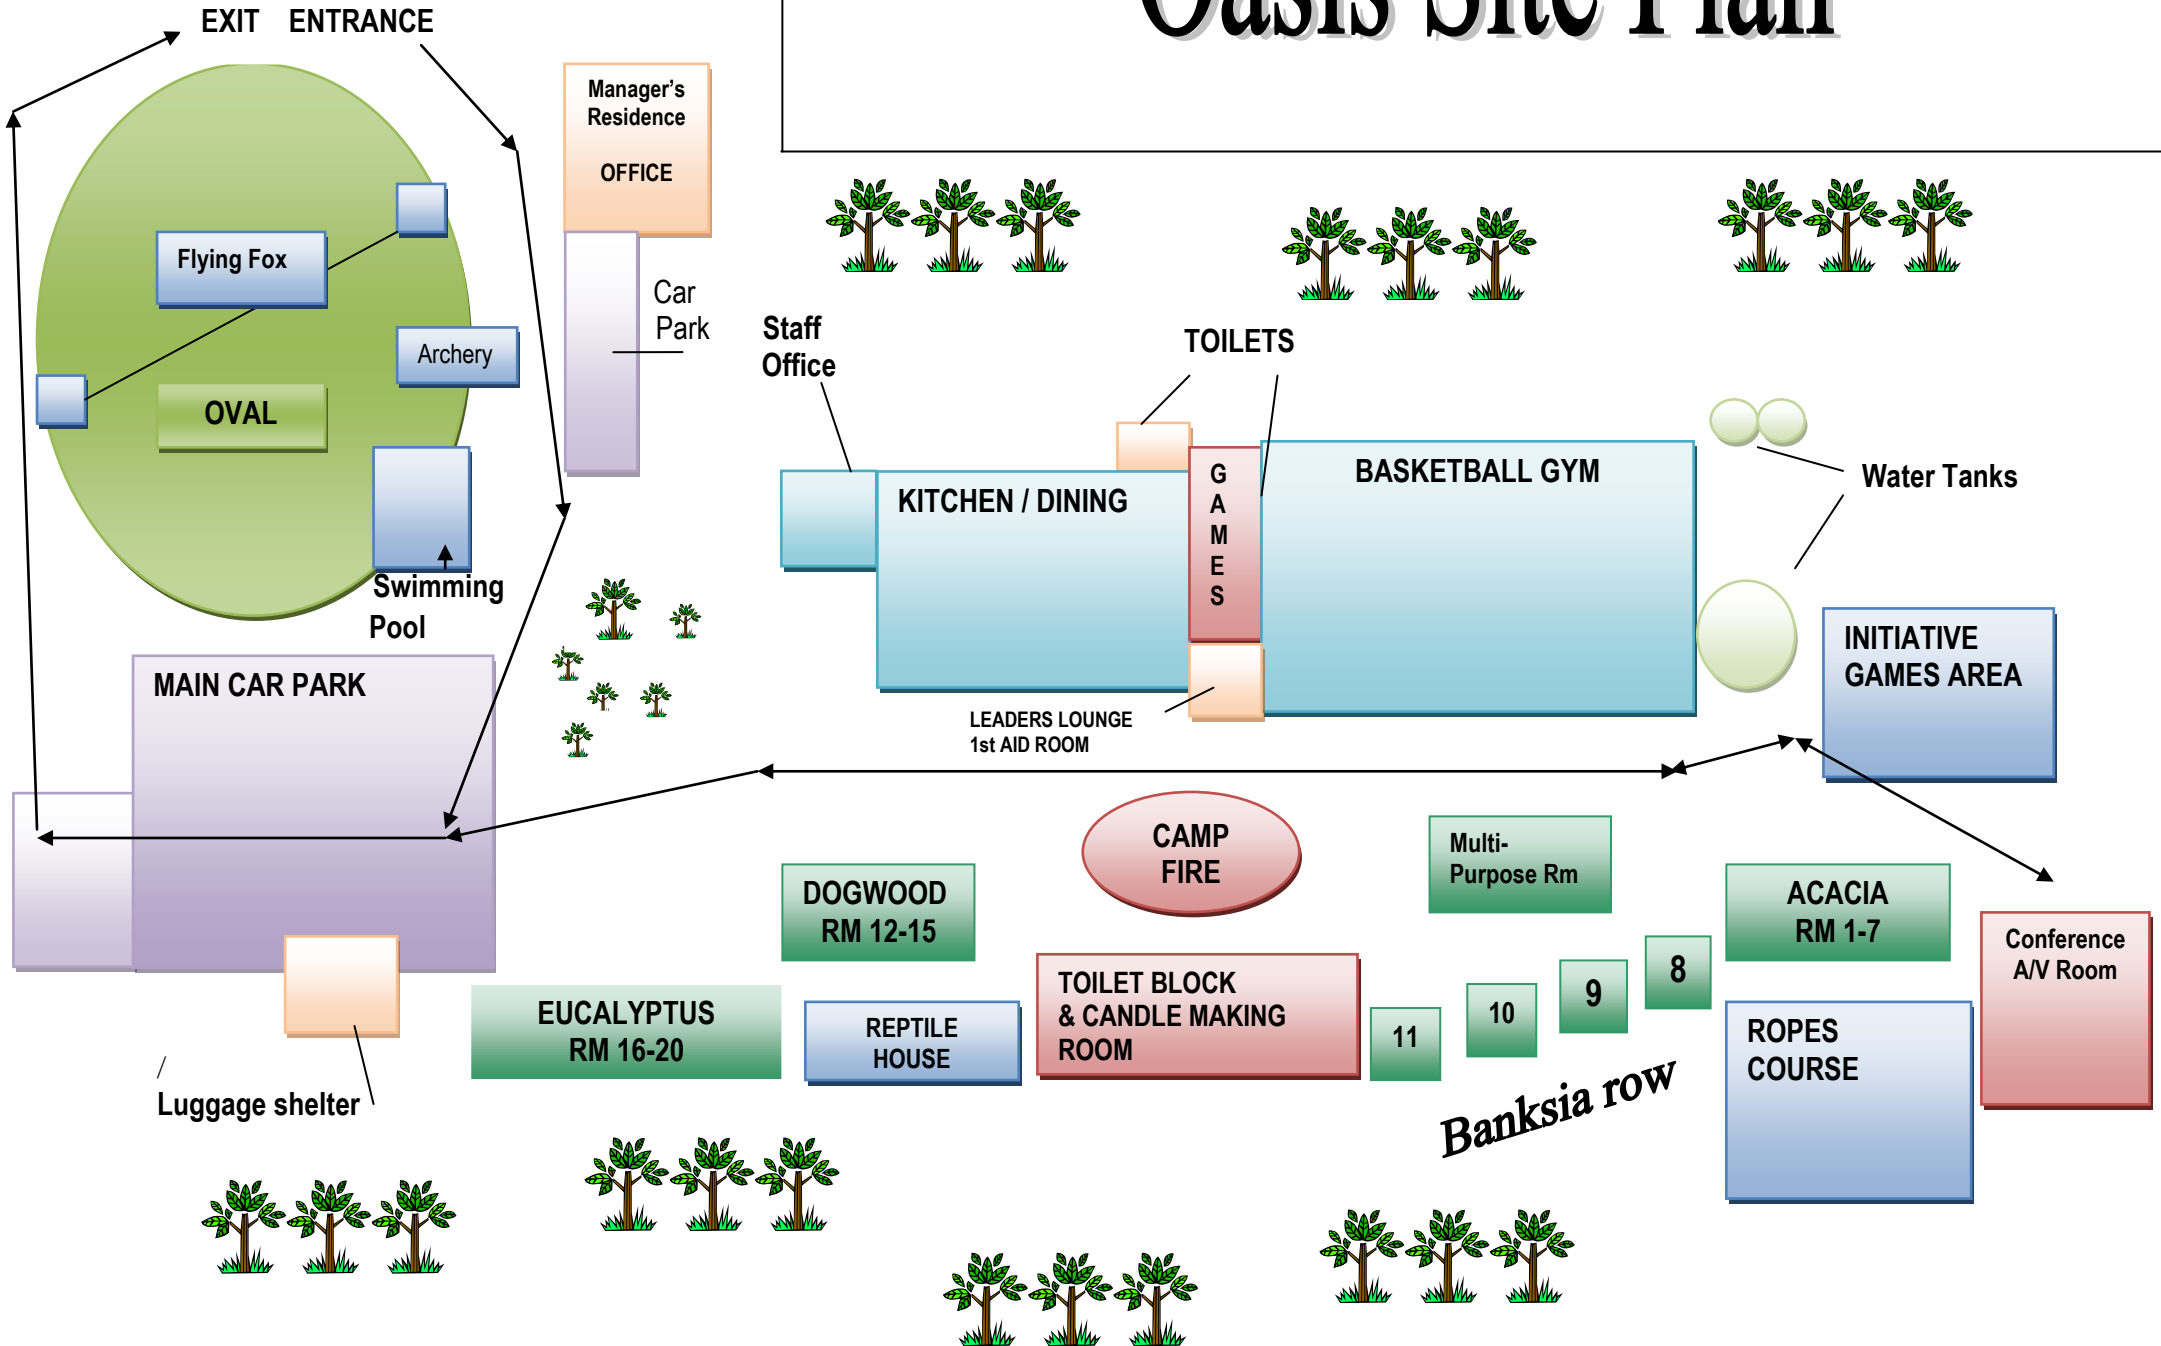 Oasis Site Plan
EXIT ENTRANCE
Manager's
Residence
OFFICE
Flying Fox
Car
Park
Archery
OVAL
Swimming
Pool
Staff
Office
TOILETS
KITCHEN / DINING
G
A
M
E
S
BASKETBALL GYM
Water Tanks
INITIATIVE
GAMES AREA
MAIN CAR PARK
LEADERS LOUNGE
1st AID ROOM
CAMP
FIRE
Multi-
Purpose Rm
DOGWOOD
RM 12-15
ACACIA
RM 1-7
Conference
A/V Room
EUCALYPTUS
RM 16-20
REPTILE
HOUSE
TOILET BLOCK
& CANDLE MAKING
ROOM
11
10
9
8
ROPES
COURSE
Banksia row
/
Luggage shelter